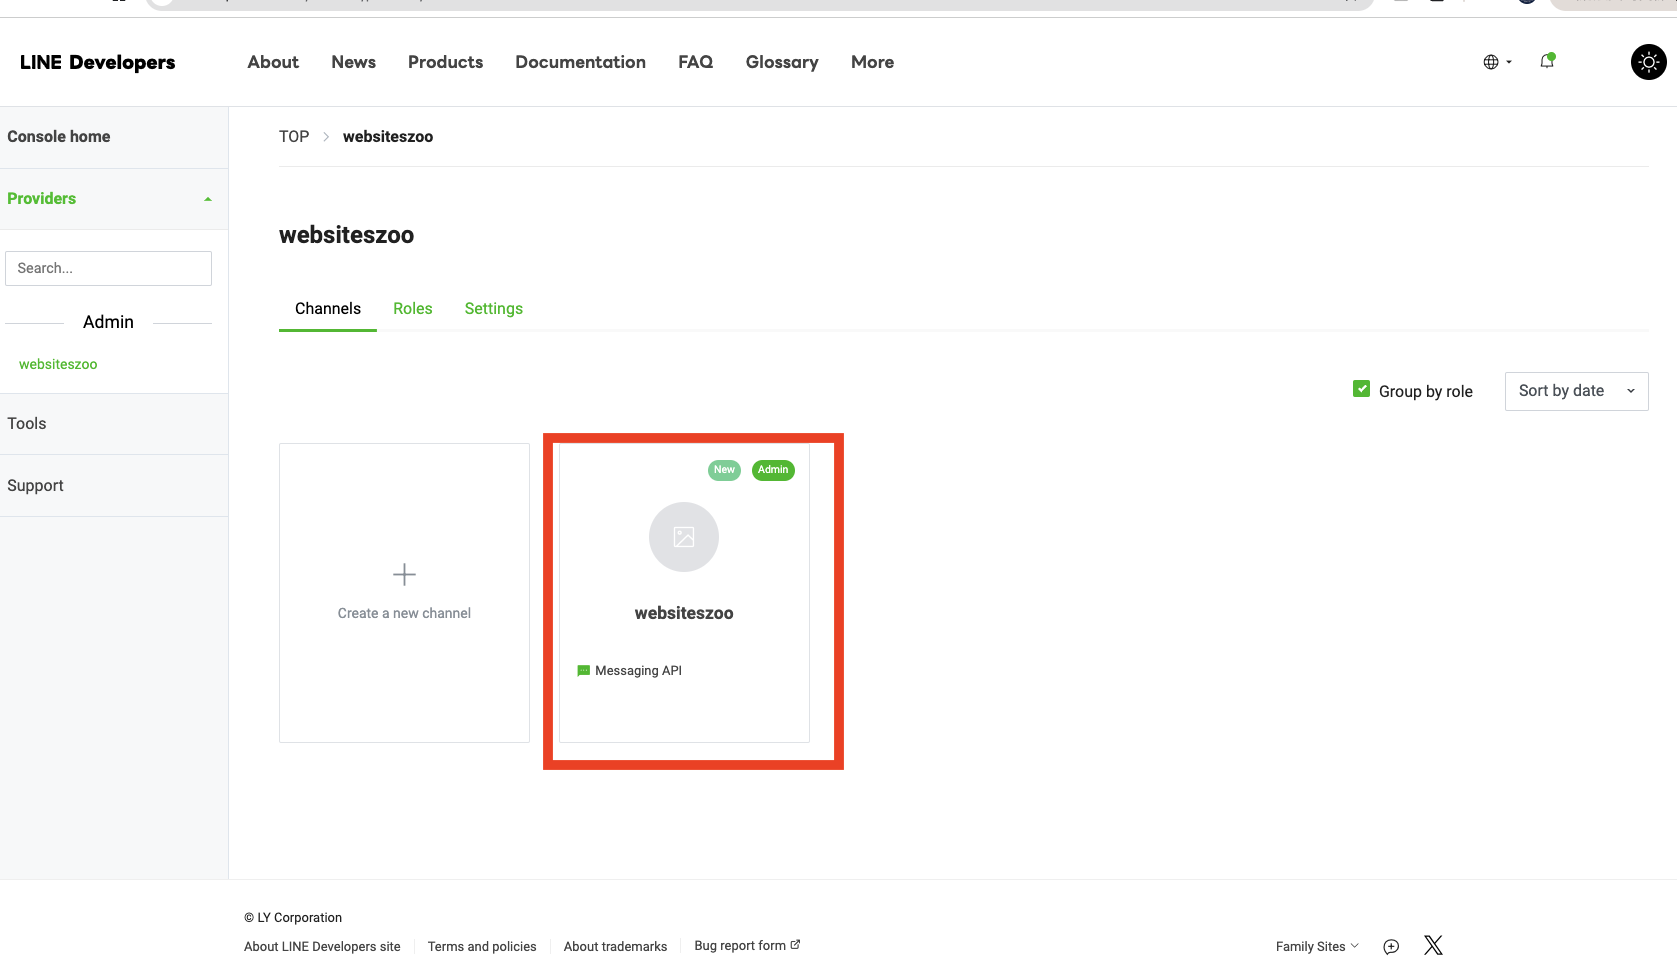 LINE Developers
About
News
Products
Documentation
FAQ
Glossary
More
Console home
Providers
Search...
Admin
websiteszoo
Tools
Support
TOP
websiteszoo
websiteszoo
Channels
Roles
Settings
Group by role
Sort by date
Create a new channel
New
Admin
websiteszoo
Messaging API
© LY Corporation
About LINE Developers site
Terms and policies
About trademarks
Bug report form
Family Sites